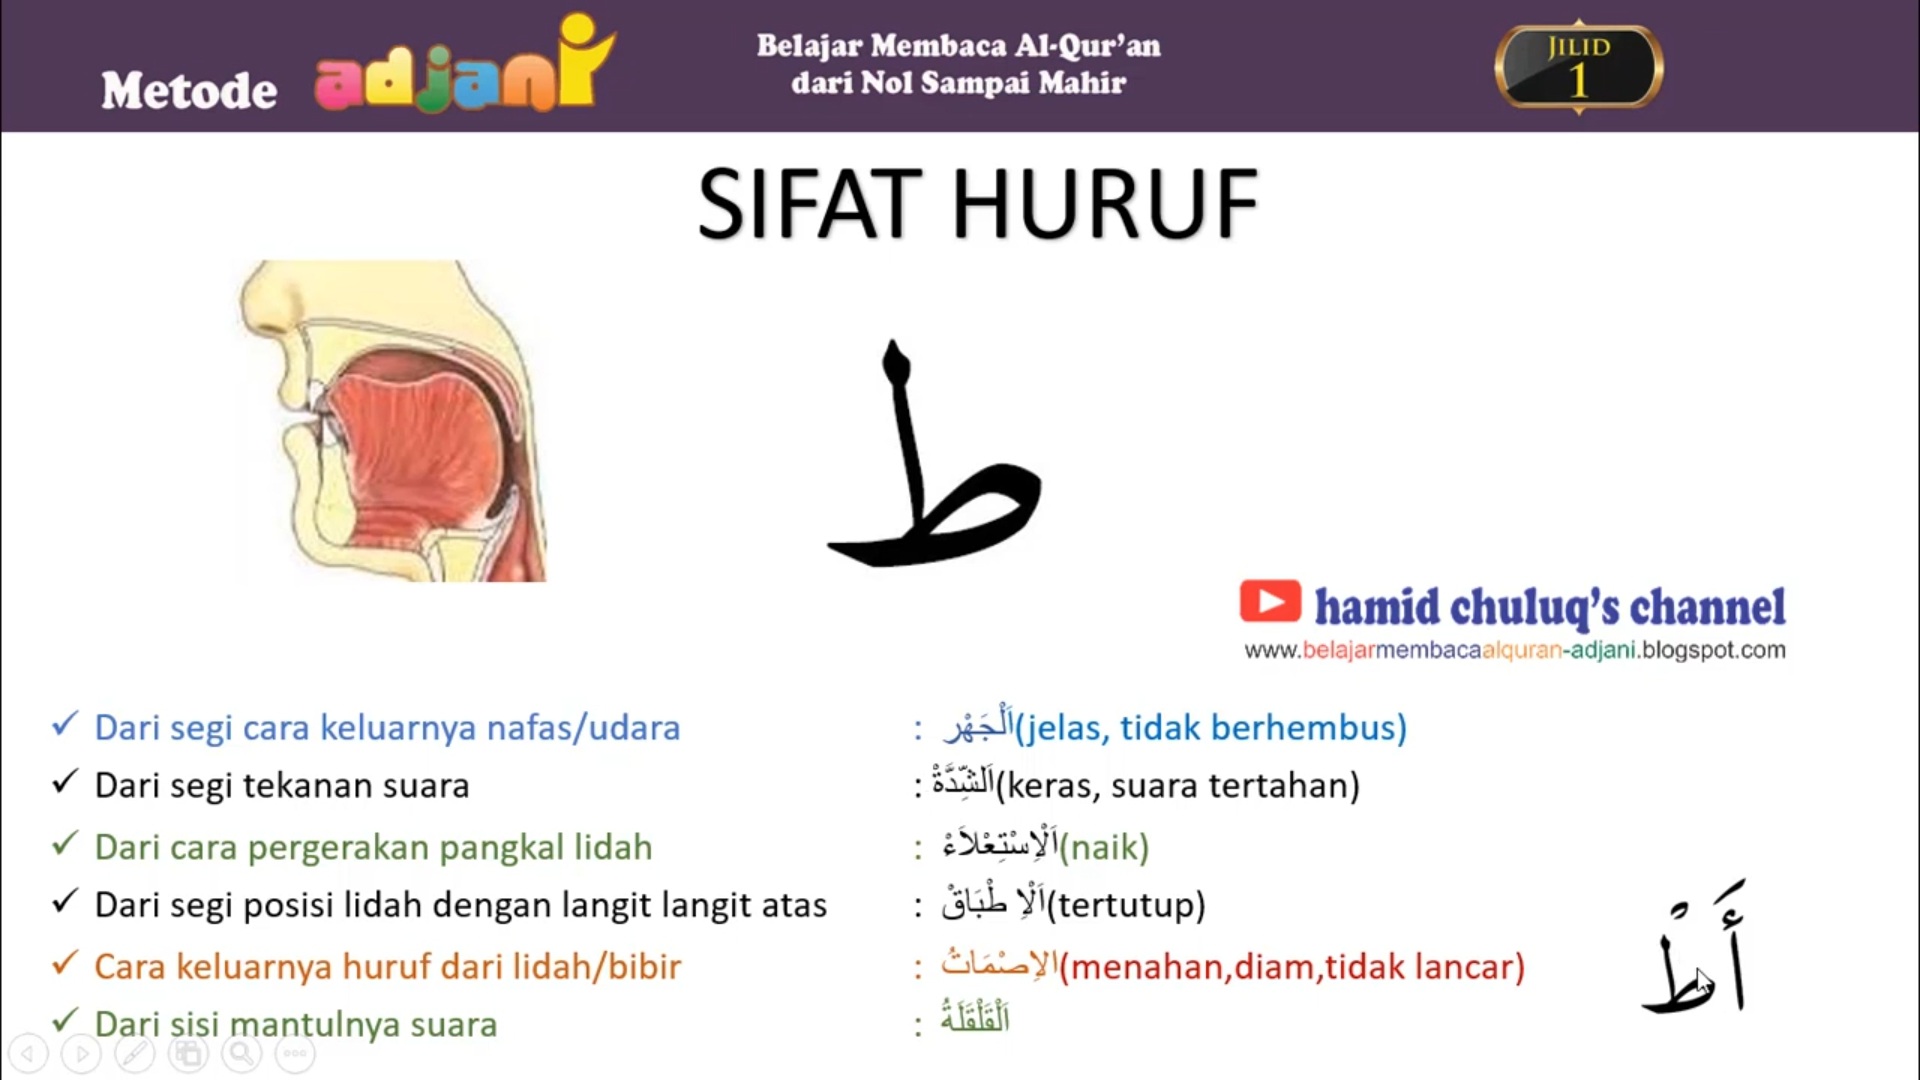 Metode adjani
Belajar Membaca Al-Qur'an
dari Nol Sampai Mahir
JILID
1
SIFAT HURUF
ط
hamid chuluq's channel
www.belajarmembacaalquran-adjani.blogspot.com
✓ Dari segi cara keluarnya nafas/udara : اَلْجَهْر(jelas, tidak berhembus)
✓ Dari segi tekanan suara : اَلشِّدَّةْ(keras, suara tertahan)
✓ Dari cara pergerakan pangkal lidah : اَلْاِسْتِعْلاَءْ(naik)
✓ Dari segi posisi lidah dengan langit langit atas : اَلْاِ طْبَاقْ(tertutup)
✓ Cara keluarnya huruf dari lidah/bibir : الاِصْمَاتُ(menahan,diam,tidak lancar)
✓ Dari sisi mantulnya suara : اَلْقَلْقَلَةُ
أَطْ